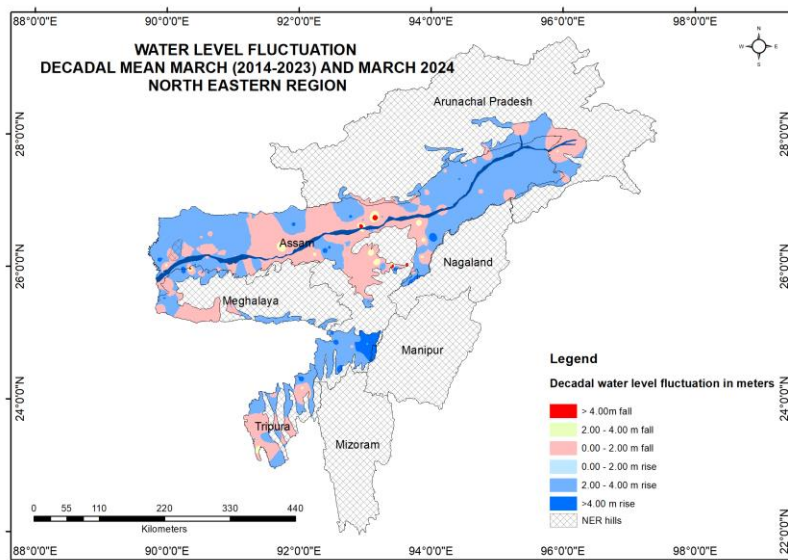 88°0'0"E 90°0'0"E 92°0'0"E 94°0'0"E 96°0'0"E 98°0'0"E
WATER LEVEL FLUCTUATION
DECADAL MEAN MARCH (2014-2023) AND MARCH 2024
NORTH EASTERN REGION
N
W E
S
28°0'0"N 28°0'0"N
26°0'0"N 26°0'0"N
24°0'0"N 24°0'0"N
22°0'0"N
Arunachal Pradesh
Assam
Nagaland
Meghalaya
Manipur
Tripura
Mizoram
Legend
Decadal water level fluctuation in meters
> 4.00m fall
2.00 - 4.00 m fall
0.00 - 2.00 m fall
0.00 - 2.00 m rise
2.00 - 4.00 m rise
>4.00 m rise
NER hills
0 55 110 220 330 440
Kilometers
88°0'0"E 90°0'0"E 92°0'0"E 94°0'0"E 96°0'0"E 98°0'0"E